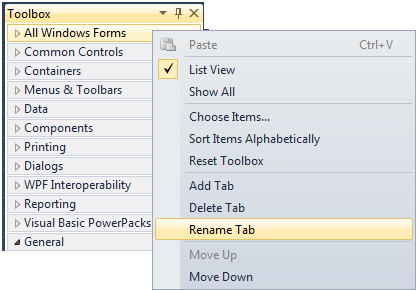 Toolbox
All Windows Forms
Common Controls
Containers
Menus & Toolbars
Data
Components
Printing
Dialogs
WPF Interoperability
Reporting
Visual Basic PowerPacks
General
Paste Ctrl+V
List View
Show All
Choose Items...
Sort Items Alphabetically
Reset Toolbox
Add Tab
Delete Tab
Rename Tab
Move Up
Move Down